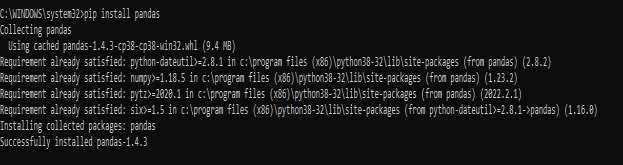 C:\WINDOWS\system32>pip install pandas
Collecting pandas
  Using cached pandas-1.4.3-cp38-cp38-win32.whl (9.4 MB)
Requirement already satisfied: python-dateutil>=2.8.1 in c:\program files (x86)\python38-32\lib\site-packages (from pandas) (2.8.2)
Requirement already satisfied: numpy>=1.18.5 in c:\program files (x86)\python38-32\lib\site-packages (from pandas) (1.23.2)
Requirement already satisfied: pytz>=2020.1 in c:\program files (x86)\python38-32\lib\site-packages (from pandas) (2022.2.1)
Requirement already satisfied: six>=1.5 in c:\program files (x86)\python38-32\lib\site-packages (from python-dateutil>=2.8.1->pandas) (1.16.0)
Installing collected packages: pandas
Successfully installed pandas-1.4.3